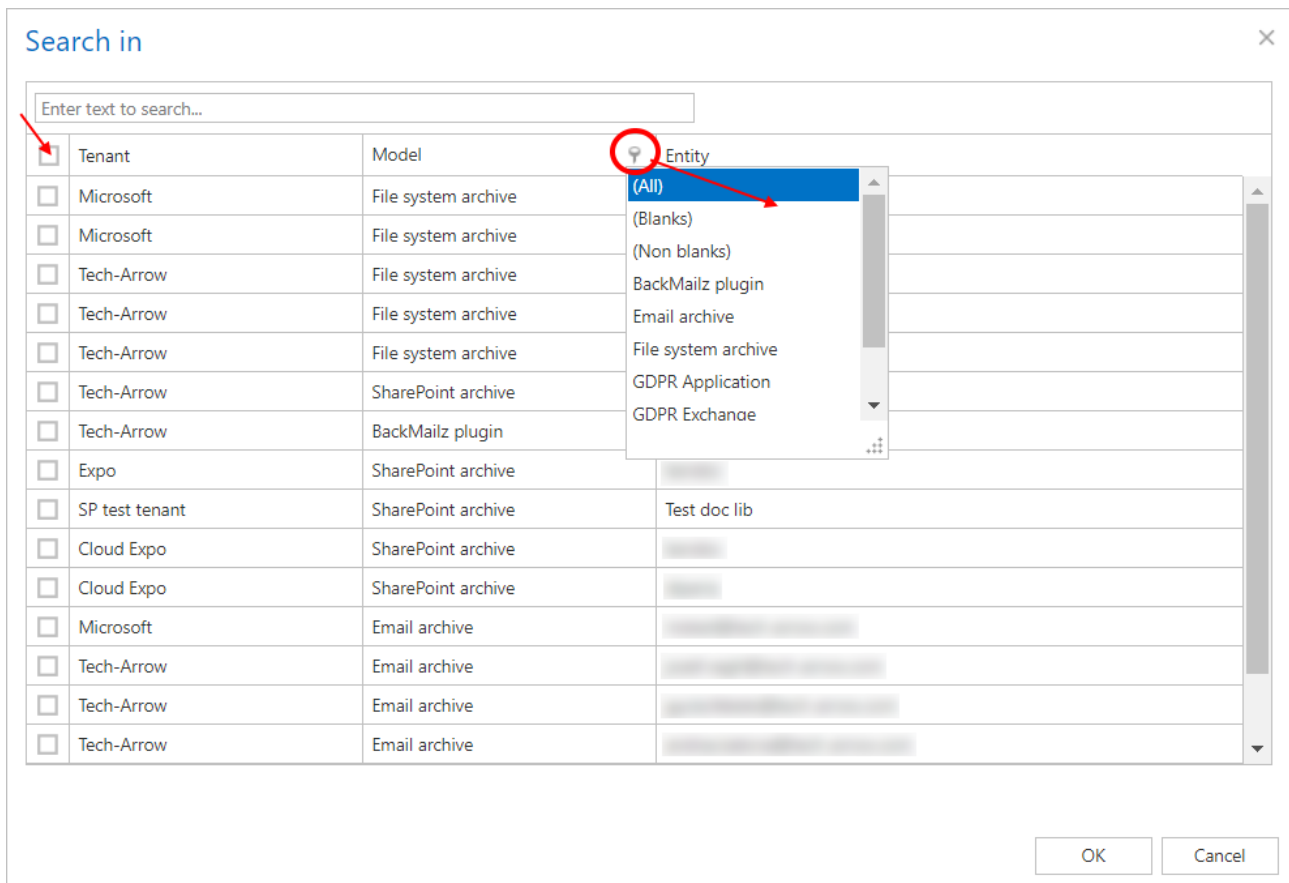 Search in
Enter text to search...
Tenant Model Entity
Microsoft File system archive (All)
Microsoft File system archive (Blanks)
Tech-Arrow File system archive (Non blanks)
Tech-Arrow File system archive BackMailz plugin
Tech-Arrow File system archive Email archive
Tech-Arrow SharePoint archive File system archive
Tech-Arrow BackMailz plugin GDPR Application
GDPR Exchange
Expo SharePoint archive
SP test tenant SharePoint archive Test doc lib
Cloud Expo SharePoint archive
Cloud Expo SharePoint archive
Microsoft Email archive
Tech-Arrow Email archive
Tech-Arrow Email archive
Tech-Arrow Email archive
OK Cancel